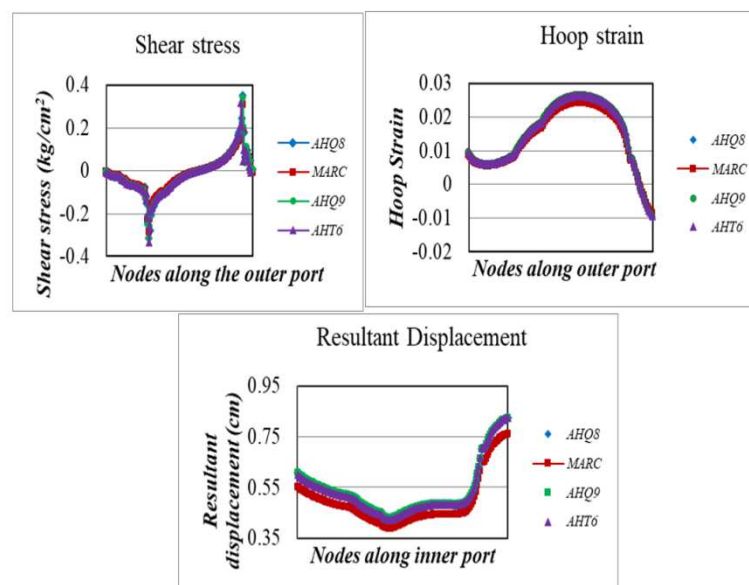 Shear stress
Shear stress (kg/cm²)
0.4
0.2
0
-0.2
-0.4
Nodes along the outer port
AHQ8
MARC
AHQ9
AHT6
Hoop strain
Hoop Strain
0.03
0.02
0.01
0
-0.01
-0.02
Nodes along outer port
AHQ8
MARC
AHQ9
AHT6
Resultant Displacement
Resultant
displacement (cm)
0.95
0.75
0.55
0.35
Nodes along inner port
AHQ8
MARC
AHQ9
AHT6